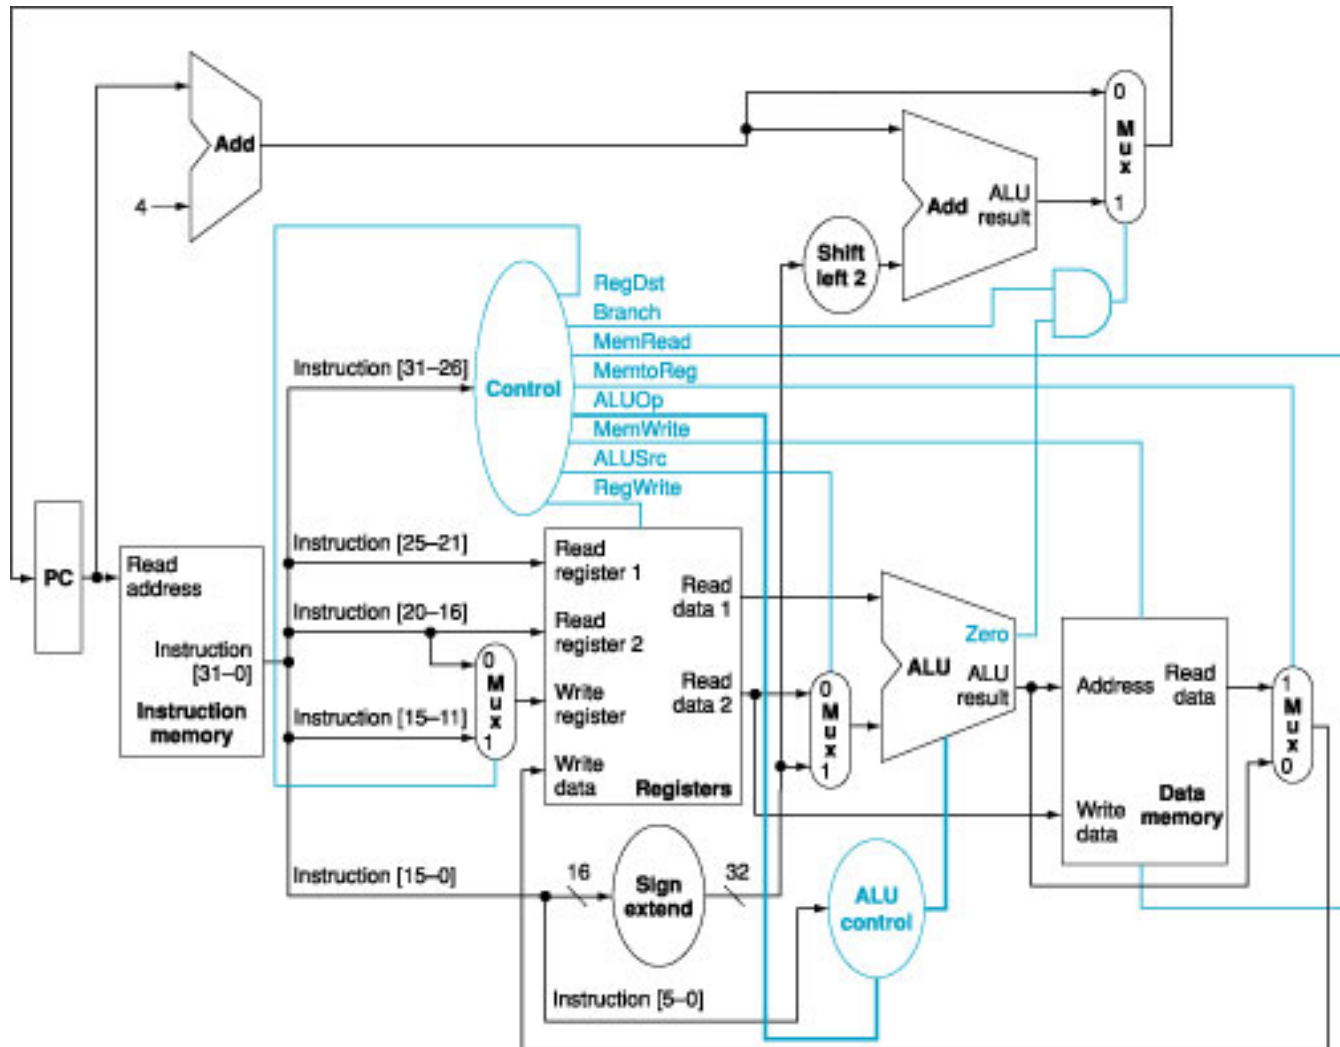 0
M
u
x
1
Add
4
Add
ALU
result
Shift
left 2
RegDst
Branch
MemRead
MemtoReg
ALUOp
MemWrite
ALUSrc
RegWrite
Instruction [31–26]
Control
PC
Read
address
Instruction
[31–0]
Instruction
memory
Instruction [25–21]
Instruction [20–16]
Instruction [15–11]
0
M
u
x
1
Read
register 1
Read
register 2
Write
register
Write
data
Read
data 1
Read
data 2
Registers
0
M
u
x
1
Zero
ALU
ALU
result
Address
Read
data
Write
data
Data
memory
1
M
u
x
0
Instruction [15–0]
16
Sign
extend
32
ALU
control
Instruction [5–0]